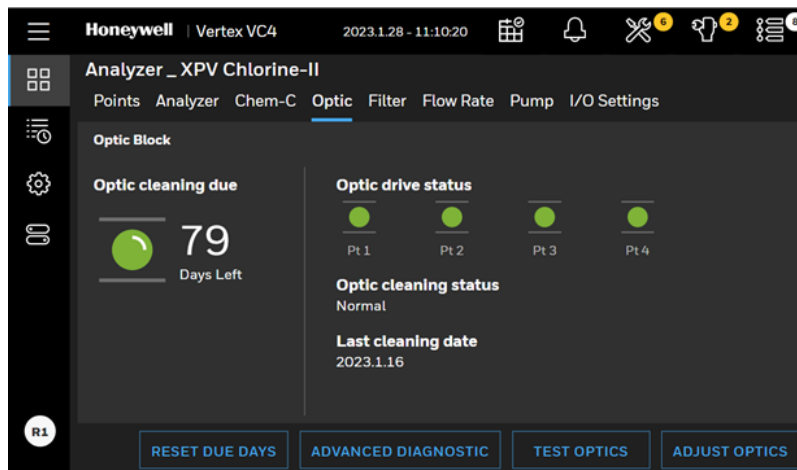 Honeywell | Vertex VC4 2023.1.28 - 11:10:20 6 2 8
Analyzer _ XPV Chlorine-II
Points Analyzer Chem-C Optic Filter Flow Rate Pump I/O Settings
Optic Block
Optic cleaning due
79
Days Left
Optic drive status
Pt 1 Pt 2 Pt 3 Pt 4
Optic cleaning status
Normal
Last cleaning date
2023.1.16
R1
RESET DUE DAYS ADVANCED DIAGNOSTIC TEST OPTICS ADJUST OPTICS